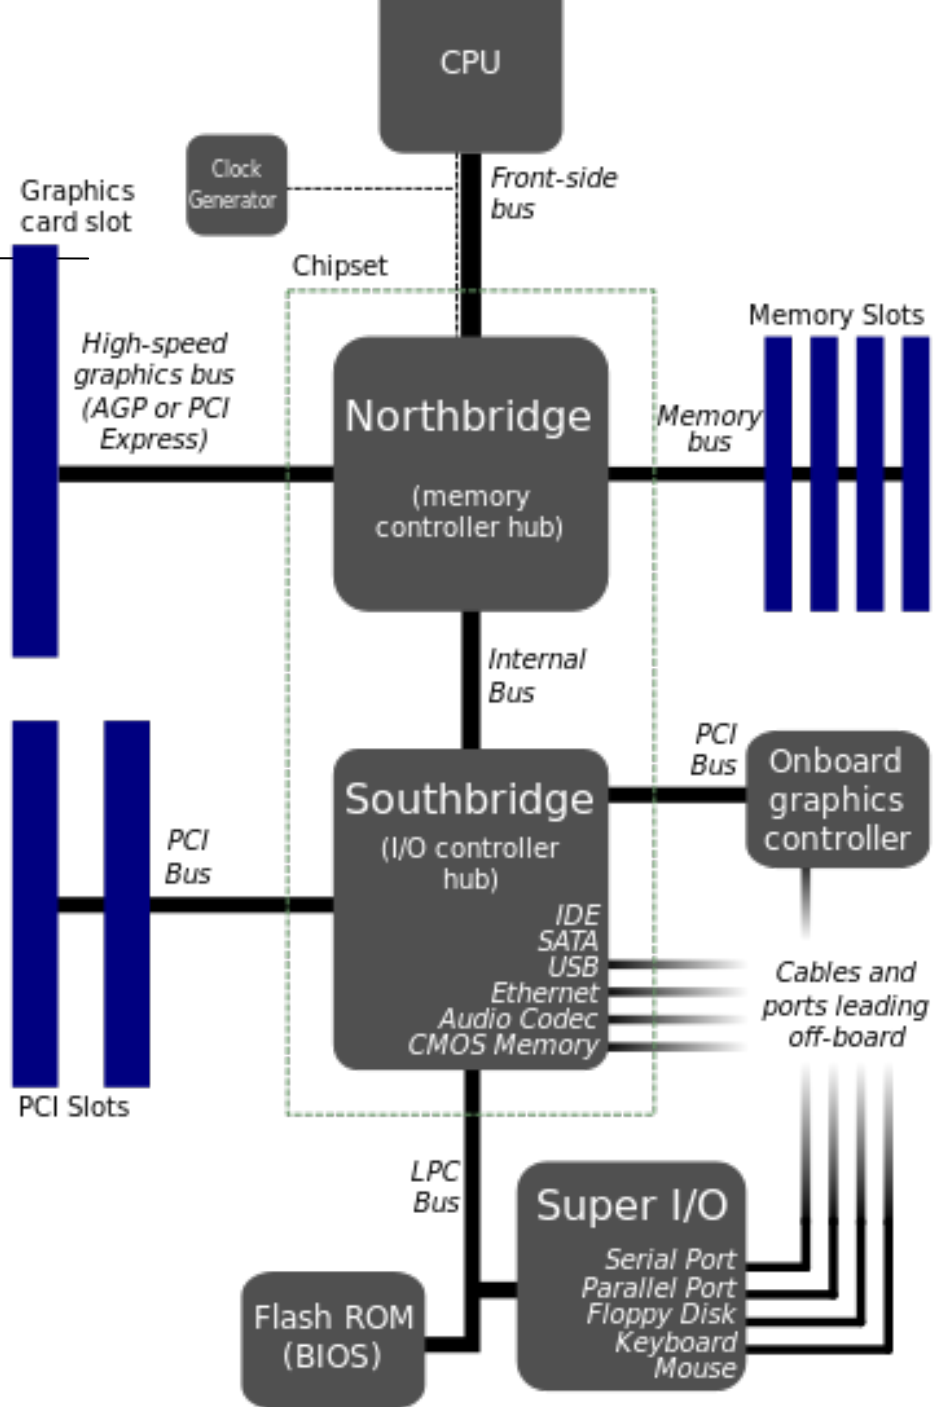 CPU
Clock
Generator
Front-side
bus
Graphics
card slot
Chipset
Memory Slots
High-speed
graphics bus
(AGP or PCI
Express)
Northbridge
(memory
controller hub)
Memory
bus
Internal
Bus
PCI
Bus
Onboard
graphics
controller
Southbridge
(I/O controller
hub)
PCI
Bus
IDE
SATA
USB
Ethernet
Audio Codec
CMOS Memory
Cables and
ports leading
off-board
PCI Slots
LPC
Bus
Super I/O
Serial Port
Parallel Port
Floppy Disk
Keyboard
Mouse
Flash ROM
(BIOS)